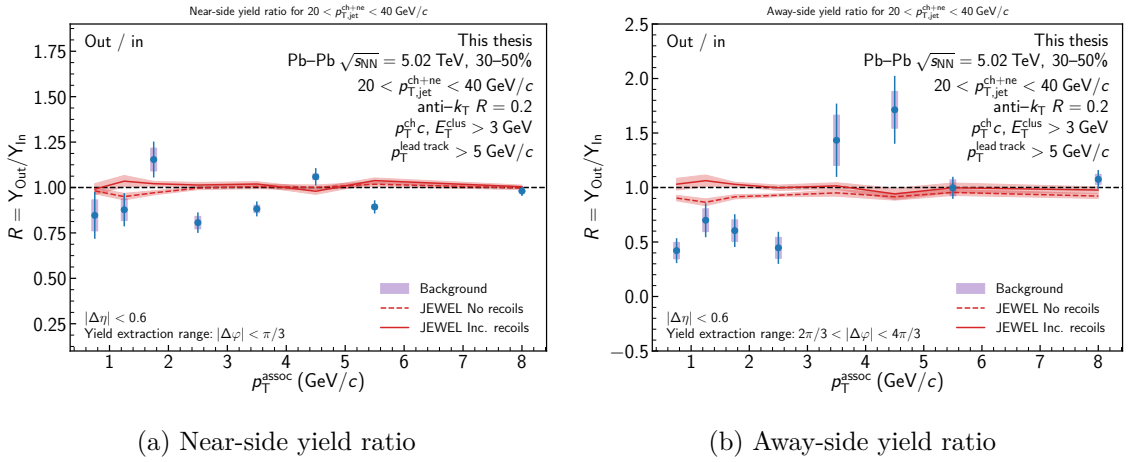 Near-side yield ratio for 20 < p_T,jet^ch+ne < 40 GeV/c
1.75
1.50
1.25
1.00
0.75
0.50
0.25
R = Y_Out/Y_In
Out / in
This thesis
Pb–Pb √s_NN = 5.02 TeV, 30–50%
20 < p_T,jet^ch+ne < 40 GeV/c
anti–k_T R = 0.2
p_T^ch c, E_T^clus > 3 GeV
p_T^lead track > 5 GeV/c
Background
JEWEL No recoils
JEWEL Inc. recoils
|Δη| < 0.6
Yield extraction range: |Δφ| < π/3
1 2 3 4 5 6 7 8
p_T^assoc (GeV/c)
(a) Near-side yield ratio
Away-side yield ratio for 20 < p_T,jet^ch+ne < 40 GeV/c
2.5
2.0
1.5
1.0
0.5
0.0
−0.5
R = Y_Out/Y_In
Out / in
This thesis
Pb–Pb √s_NN = 5.02 TeV, 30–50%
20 < p_T,jet^ch+ne < 40 GeV/c
anti–k_T R = 0.2
p_T^ch c, E_T^clus > 3 GeV
p_T^lead track > 5 GeV/c
Background
JEWEL No recoils
JEWEL Inc. recoils
|Δη| < 0.6
Yield extraction range: 2π/3 < |Δφ| < 4π/3
1 2 3 4 5 6 7 8
p_T^assoc (GeV/c)
(b) Away-side yield ratio